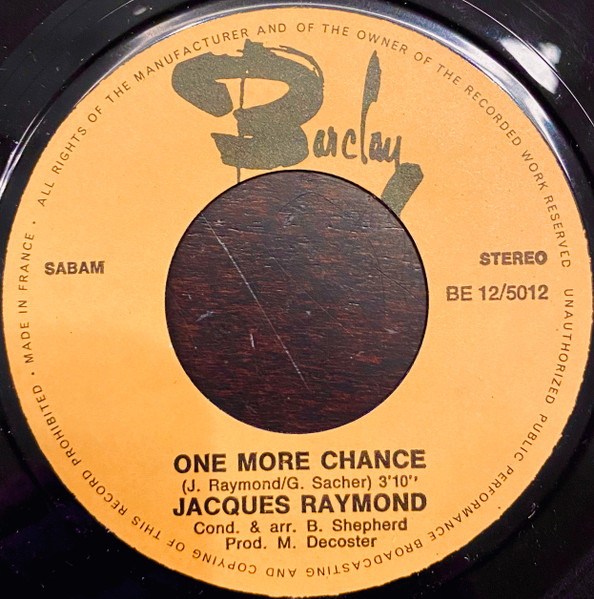 ALL RIGHTS OF THE MANUFACTURER AND OF THE OWNER OF THE RECORDED WORK RESERVED UNAUTHORIZED PUBLIC PERFORMANCE BROADCASTING AND COPYING OF THIS RECORD PROHIBITED · MADE IN FRANCE ·
Barclay
SABAM
STEREO
BE 12/5012
ONE MORE CHANCE
(J. Raymond/G. Sacher) 3'10''
JACQUES RAYMOND
Cond. & arr. B. Shepherd
Prod. M. Decoster